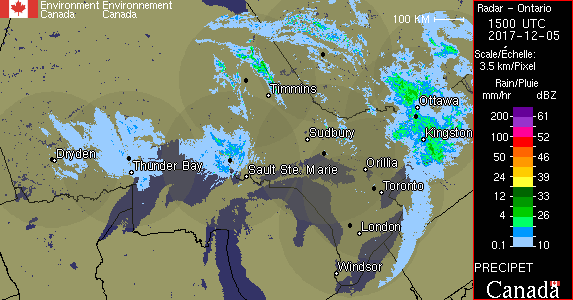 Environment Environnement
Canada Canada
100 KM
Timmins
Ottawa
Sudbury
Kingston
Dryden
Thunder Bay
Sault Ste. Marie
Orillia
Toronto
London
Windsor
Radar - Ontario
1500 UTC
2017-12-05
Scale/Échelle:
3.5 km/Pixel
Rain/Pluie
mm/hr dBZ
200 61
100 52
50 46
24 39
12 33
4 26
0.1 10
PRECIPET
Canada